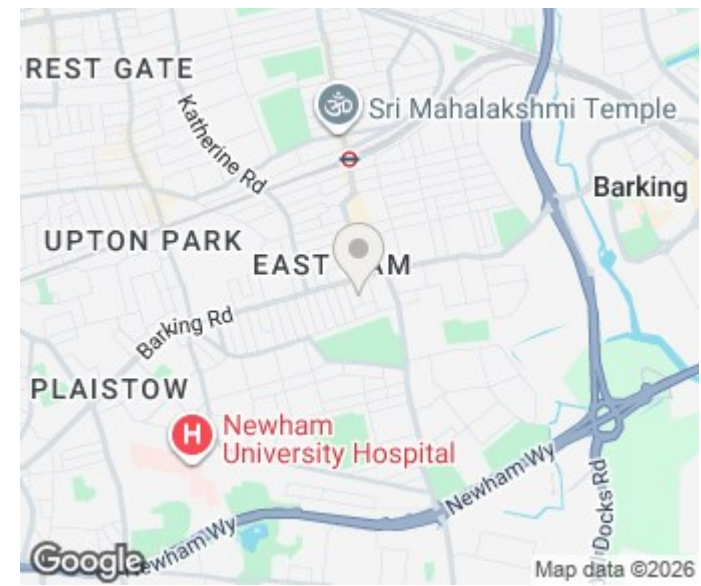 REST GATE
Katherine Rd
ॐ
Sri Mahalakshmi Temple
Barking
UPTON PARK
EAST AM
Barking Rd
PLAISTOW
H
Newham
University Hospital
Newham Wy
Newham Wy
Docks Rd
Google
Map data ©2026